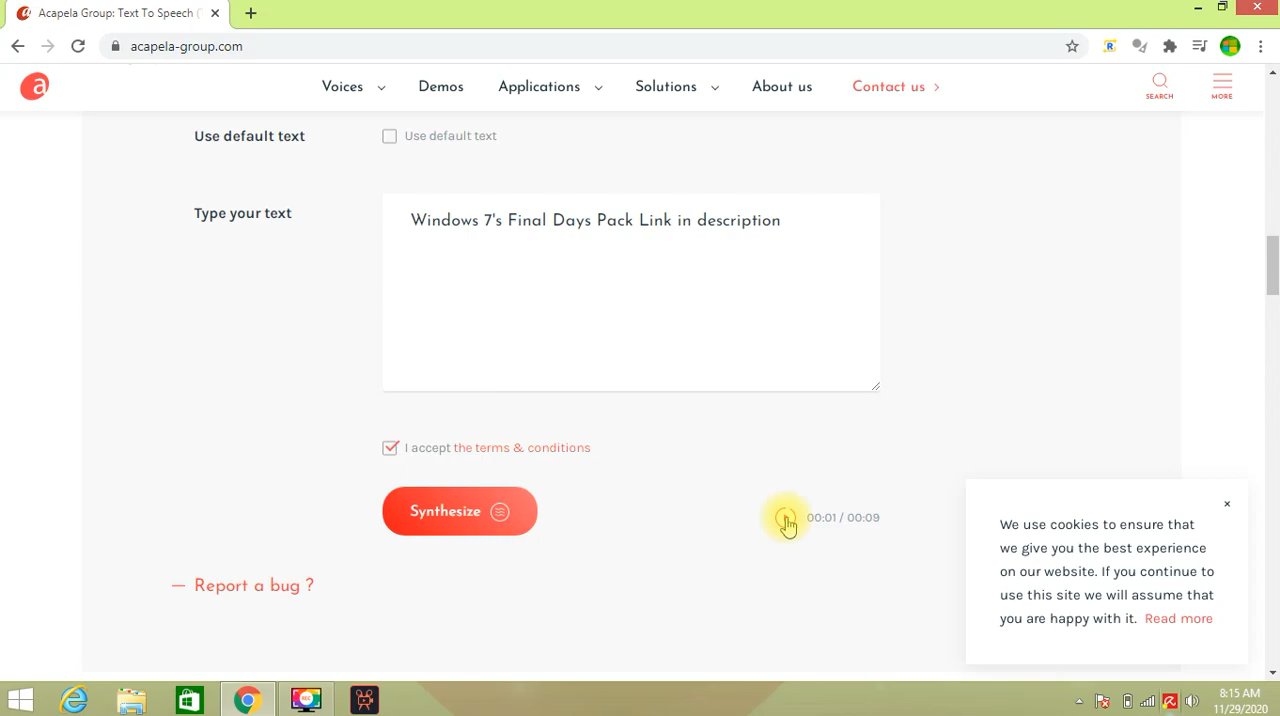 Acapela Group: Text To Speech (
acapela-group.com
a
Voices
Demos
Applications
Solutions
About us
Contact us
SEARCH
MORE
Use default text
Use default text
Type your text
Windows 7's Final Days Pack Link in description
I accept the terms & conditions
Synthesize
00:01 / 00:09
Report a bug ?
We use cookies to ensure that
we give you the best experience
on our website. If you continue to
use this site we will assume that
you are happy with it. Read more
REC
8:15 AM
11/29/2020